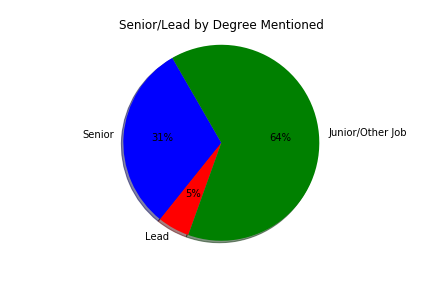 Senior/Lead by Degree Mentioned
Senior
31%
64%
Junior/Other Job
5%
Lead